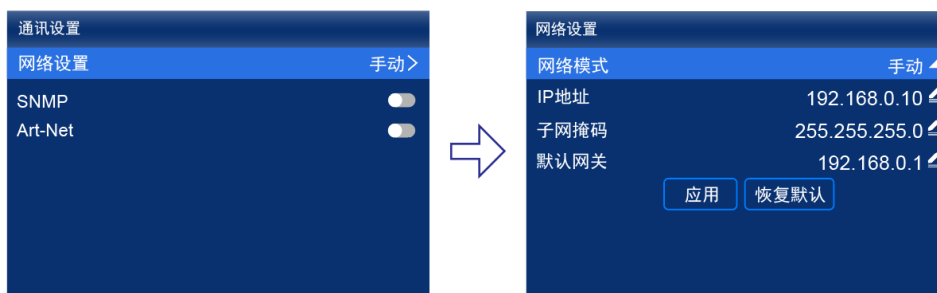 通讯设置
网络设置 手动>
SNMP
Art-Net
网络设置
网络模式 手动
IP地址 192.168.0.10
子网掩码 255.255.255.0
默认网关 192.168.0.1
应用 恢复默认